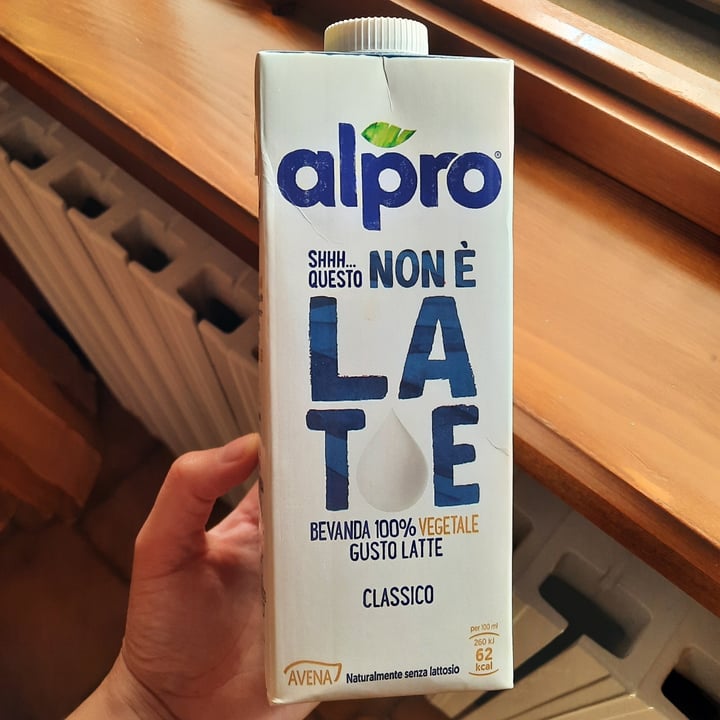 alpro®
SHHH... QUESTO NON È
LA
T E
BEVANDA 100% VEGETALE
GUSTO LATTE
CLASSICO
AVENA
Naturalmente senza lattosio
per 100 ml
260 kJ
62
kcal